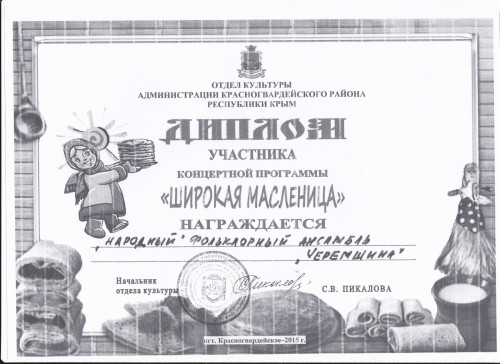 ОТДЕЛ КУЛЬТУРЫ
АДМИНИСТРАЦИИ КРАСНОГВАРДЕЙСКОГО РАЙОНА
РЕСПУБЛИКИ КРЫМ
ДИПЛОМ
УЧАСТНИКА
КОНЦЕРТНОЙ ПРОГРАММЫ
«ШИРОКАЯ МАСЛЕНИЦА»
НАГРАЖДАЕТСЯ
„НАРОДНЫЙ" ФОЛЬКЛОРНЫЙ АНСАМБЛЬ
„ЧЕРЕМШИНА"
Начальник
отдела культуры
С.В. ПИКАЛОВА
пгт. Красногвардейское-2015 г.